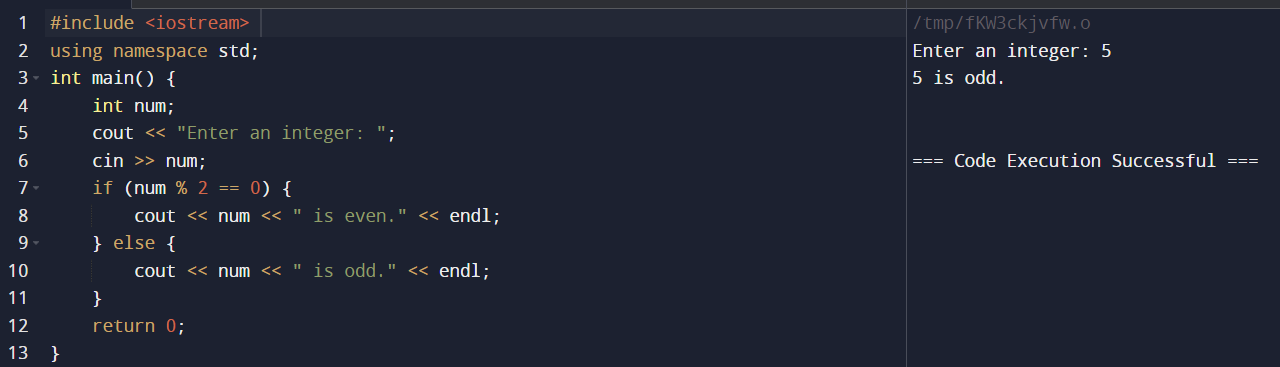 1 #include <iostream>
2 using namespace std;
3 int main() {
4     int num;
5     cout << "Enter an integer: ";
6     cin >> num;
7     if (num % 2 == 0) {
8         cout << num << " is even." << endl;
9     } else {
10         cout << num << " is odd." << endl;
11     }
12     return 0;
13 }
/tmp/fKW3ckjvfw.o
Enter an integer: 5
5 is odd.
=== Code Execution Successful ===